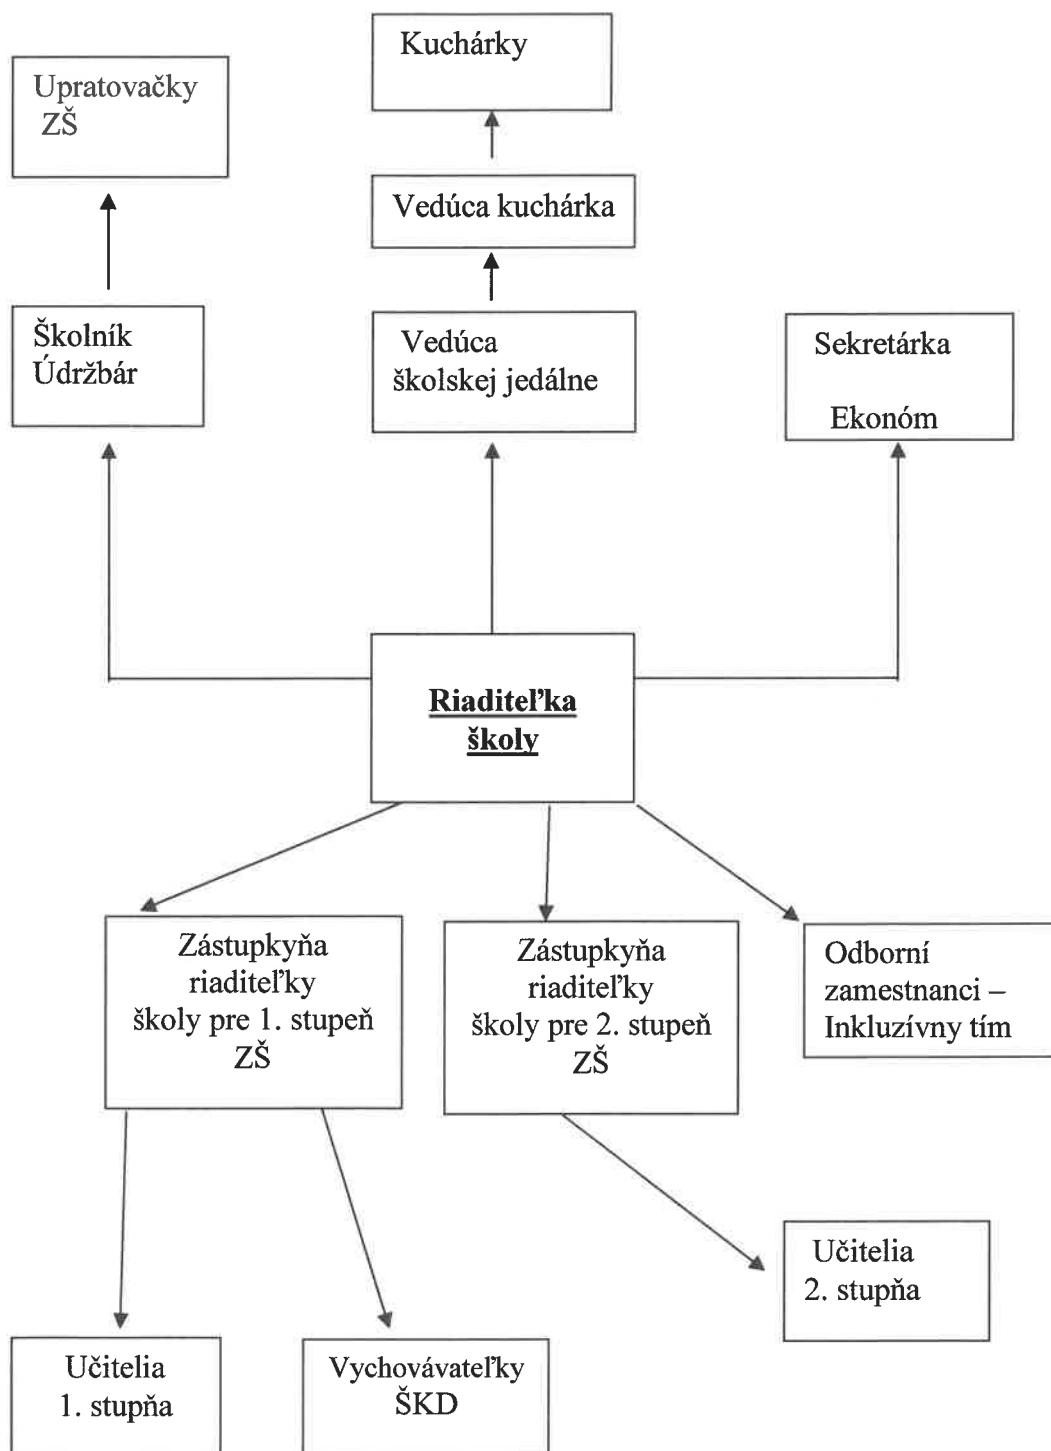 Kuchárky
Upratovačky
ZŠ
Vedúca kuchárka
Školník
Údržbár
Vedúca
školskej jedálne
Sekretárka
Ekonóm
Riaditeľka
školy
Zástupkyňa
riaditeľky
školy pre 1. stupeň
ZŠ
Zástupkyňa
riaditeľky
školy pre 2. stupeň
ZŠ
Odborní
zamestnanci –
Inkluzívny tím
Učitelia
2. stupňa
Učitelia
1. stupňa
Vychovávateľky
ŠKD